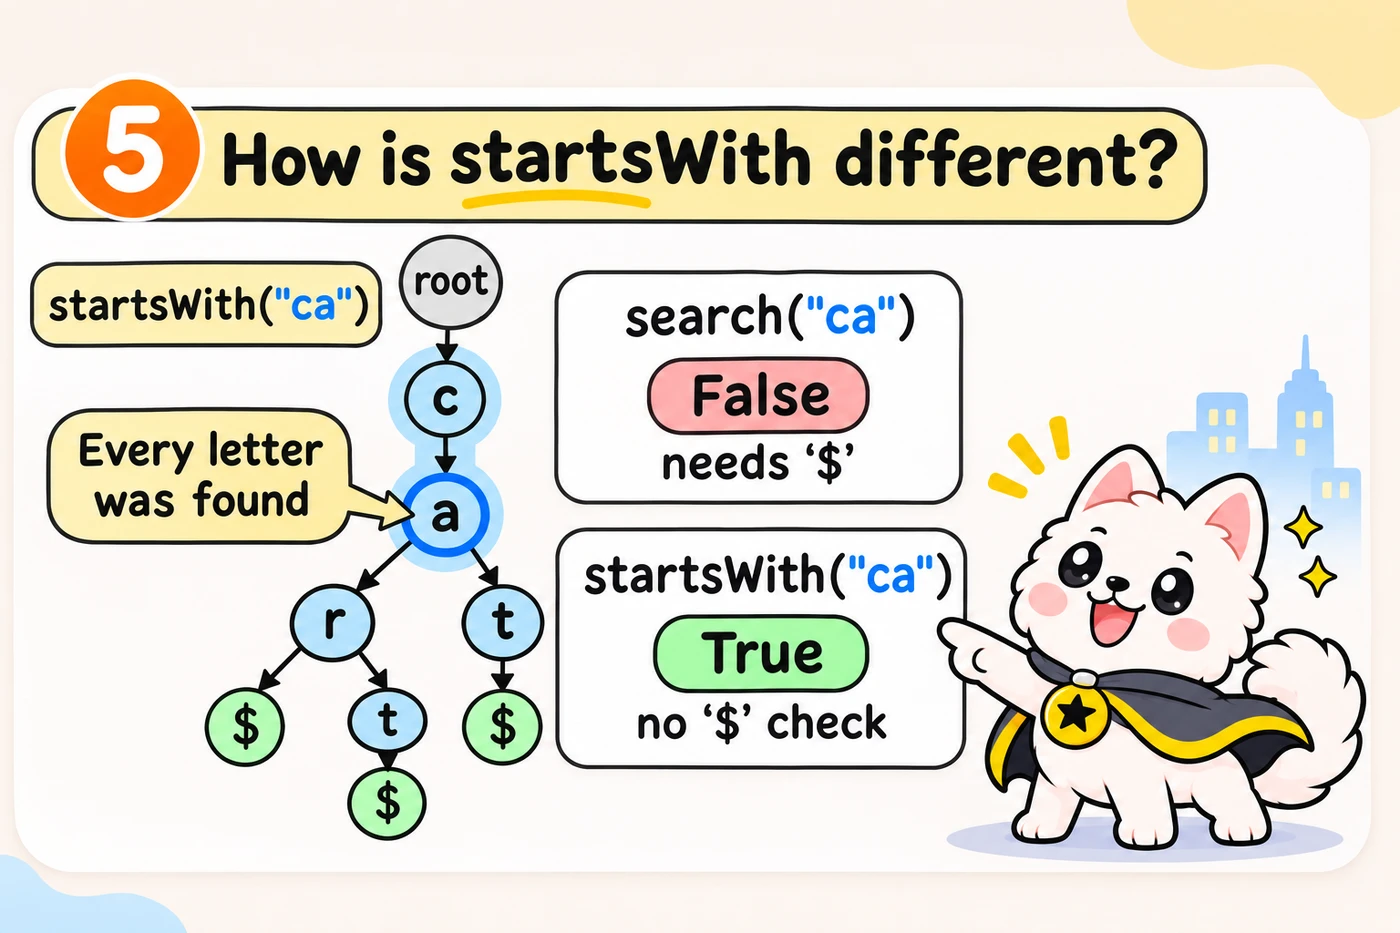 5
How is startsWith different?
startsWith("ca")
Every letter
was found
root
c
a
r
t
$
t
$
$
search("ca")
False
needs ‘$’
startsWith("ca")
True
no ‘$’ check